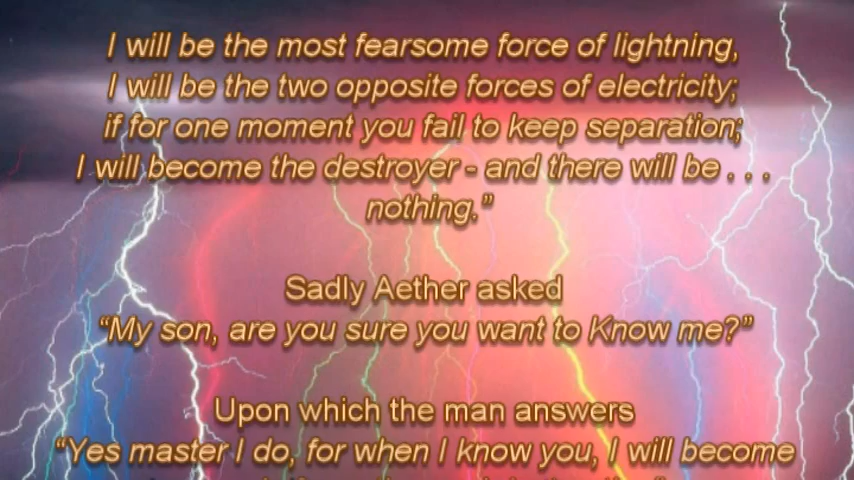 I will be the most fearsome force of lightning,
I will be the two opposite forces of electricity;
if for one moment you fail to keep separation;
I will become the destroyer - and there will be . . .
nothing.”
Sadly Aether asked
“My son, are you sure you want to Know me?”
Upon which the man answers
“Yes master I do, for when I know you, I will become